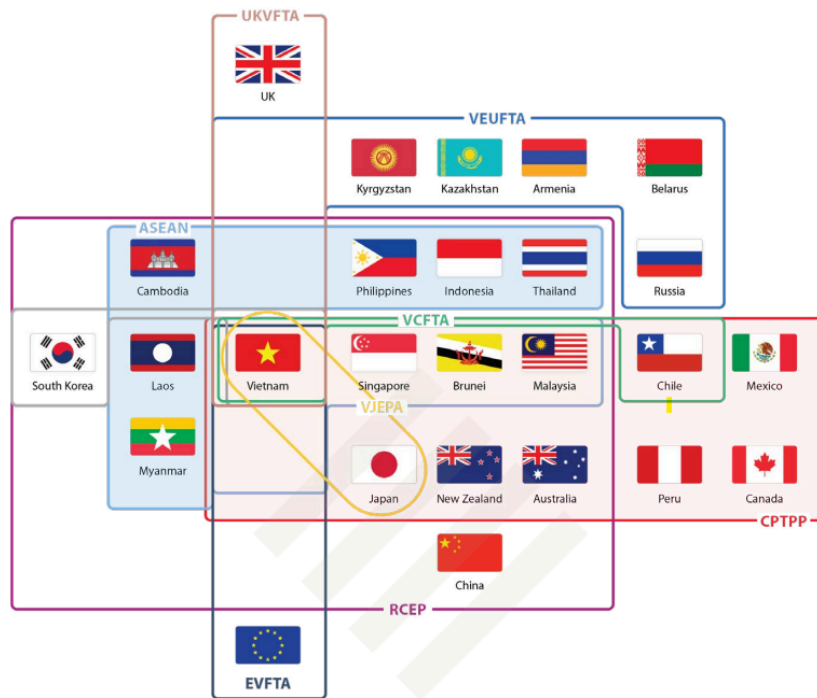 UKVFTA
UK
VEUFTA
Kyrgyzstan
Kazakhstan
Armenia
Belarus
ASEAN
Cambodia
Philippines
Indonesia
Thailand
Russia
VCFTA
South Korea
Laos
Vietnam
Singapore
Brunei
Malaysia
Chile
Mexico
VJEPA
Myanmar
Japan
New Zealand
Australia
Peru
Canada
CPTPP
China
RCEP
EVFTA